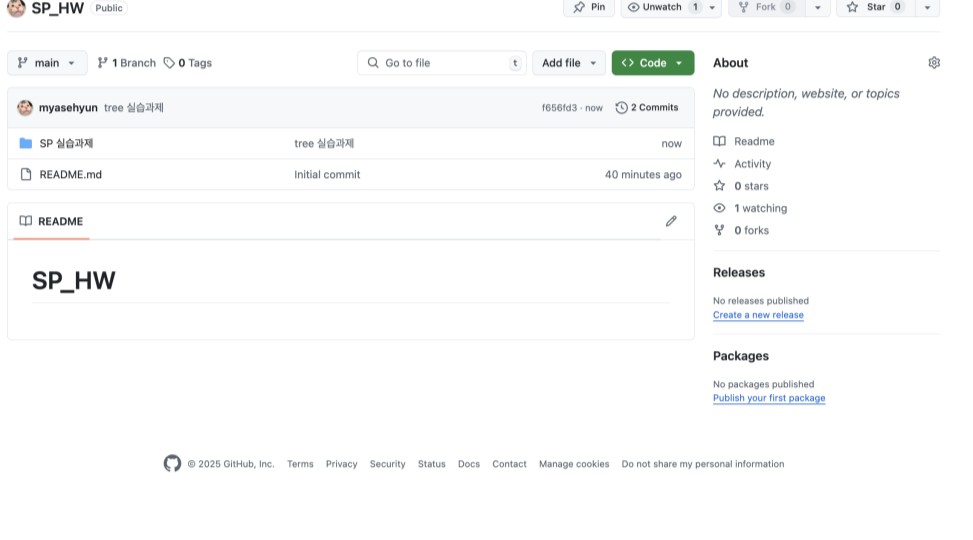 SP_HW Public Pin Unwatch 1 Fork 0 Star 0
main 1 Branch 0 Tags Go to file t Add file Code
myasehyun tree 실습과제 f656fd3 · now 2 Commits
SP 실습과제 tree 실습과제 now
README.md Initial commit 40 minutes ago
README
SP_HW
About
No description, website, or topics
provided.
Readme
Activity
0 stars
1 watching
0 forks
Releases
No releases published
Create a new release
Packages
No packages published
Publish your first package
© 2025 GitHub, Inc. Terms Privacy Security Status Docs Contact Manage cookies Do not share my personal information